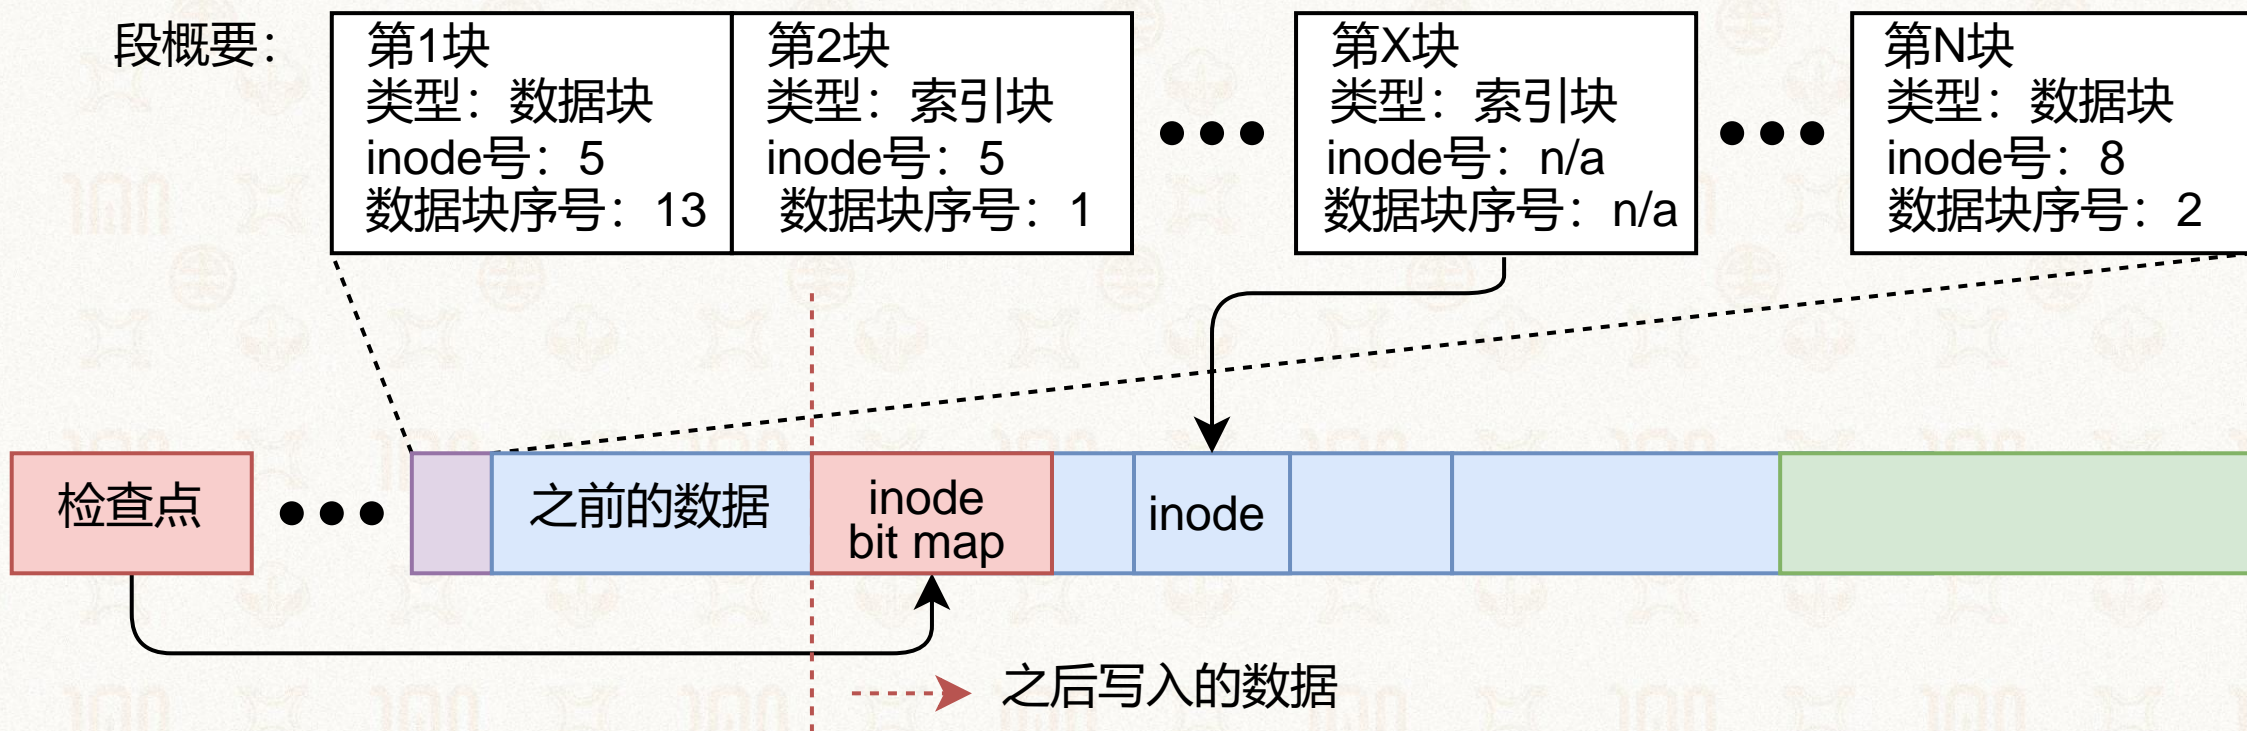 段概要：
第1块
类型：数据块
inode号：5
数据块序号：13
第2块
类型：索引块
inode号：5
数据块序号：1
第X块
类型：索引块
inode号：n/a
数据块序号：n/a
第N块
类型：数据块
inode号：8
数据块序号：2
检查点
之前的数据
inode
bit map
inode
之后写入的数据